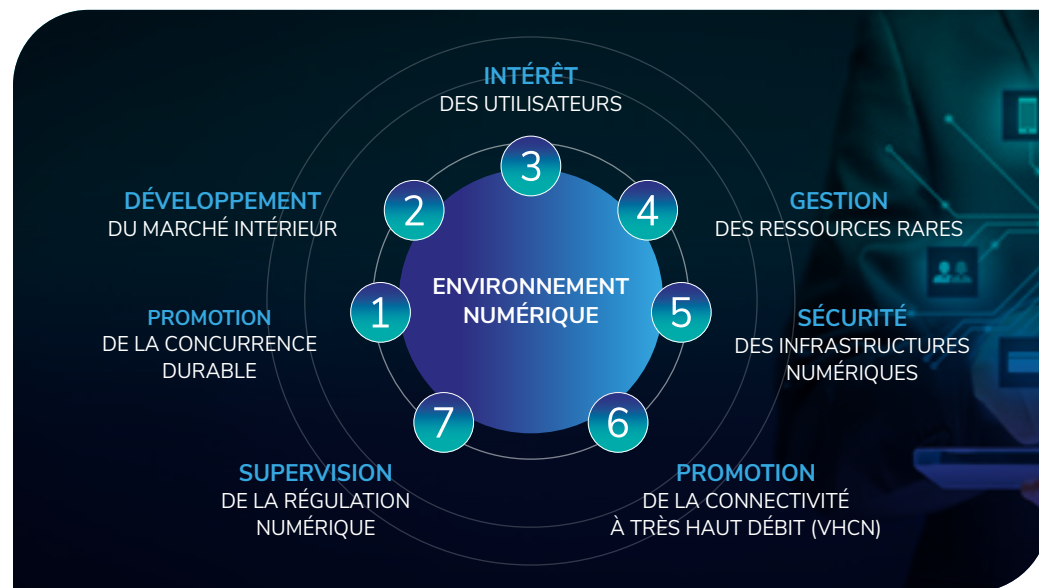 INTÉRÊT
DES UTILISATEURS
3
DÉVELOPPEMENT
DU MARCHÉ INTÉRIEUR
2
4
GESTION
DES RESSOURCES RARES
ENVIRONNEMENT
NUMÉRIQUE
PROMOTION
DE LA CONCURRENCE
DURABLE
1
5
SÉCURITÉ
DES INFRASTRUCTURES
NUMÉRIQUES
7
6
SUPERVISION
DE LA RÉGULATION
NUMÉRIQUE
PROMOTION
DE LA CONNECTIVITÉ
À TRÈS HAUT DÉBIT (VHCN)